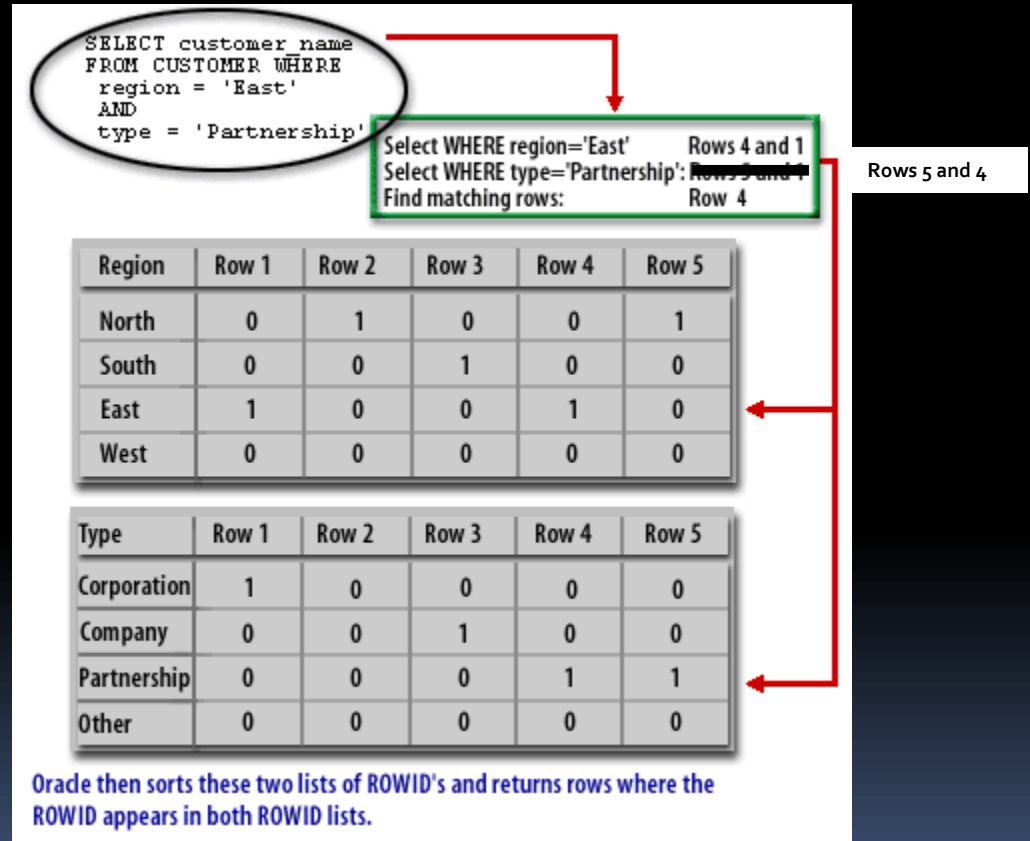 SELECT customer_name
FROM CUSTOMER WHERE
region = 'East'
AND
type = 'Partnership'
Select WHERE region='East' Rows 4 and 1
Select WHERE type='Partnership':
Find matching rows: Row 4
Rows 5 and 4
Region Row 1 Row 2 Row 3 Row 4 Row 5
North 0 1 0 0 1
South 0 0 1 0 0
East 1 0 0 1 0
West 0 0 0 0 0
Type Row 1 Row 2 Row 3 Row 4 Row 5
Corporation 1 0 0 0 0
Company 0 0 1 0 0
Partnership 0 0 0 1 1
Other 0 0 0 0 0
Oracle then sorts these two lists of ROWID's and returns rows where the
ROWID appears in both ROWID lists.